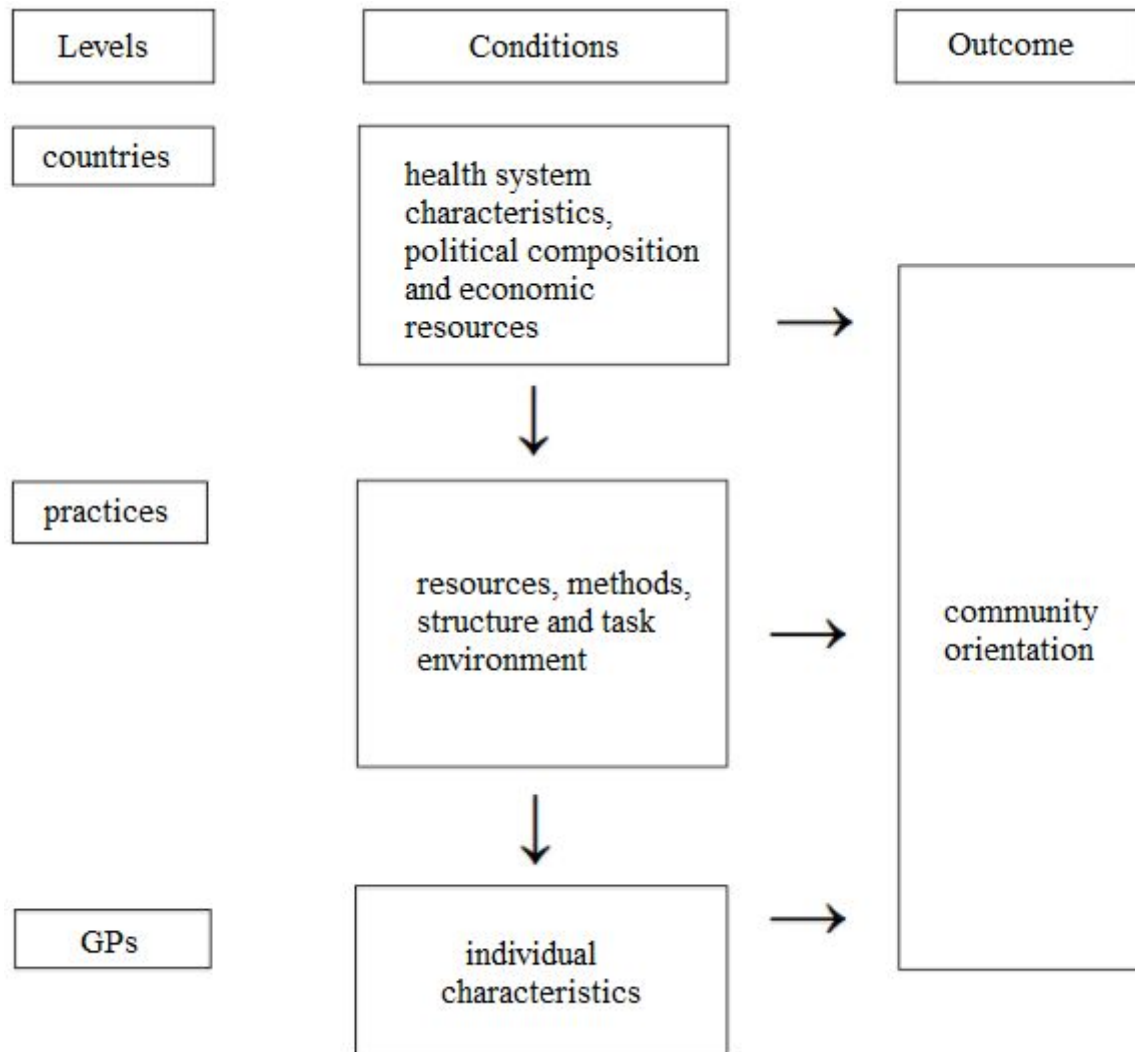 Levels
Conditions
Outcome
countries
health system
characteristics,
political composition
and economic
resources
practices
resources, methods,
structure and task
environment
community
orientation
GPs
individual
characteristics